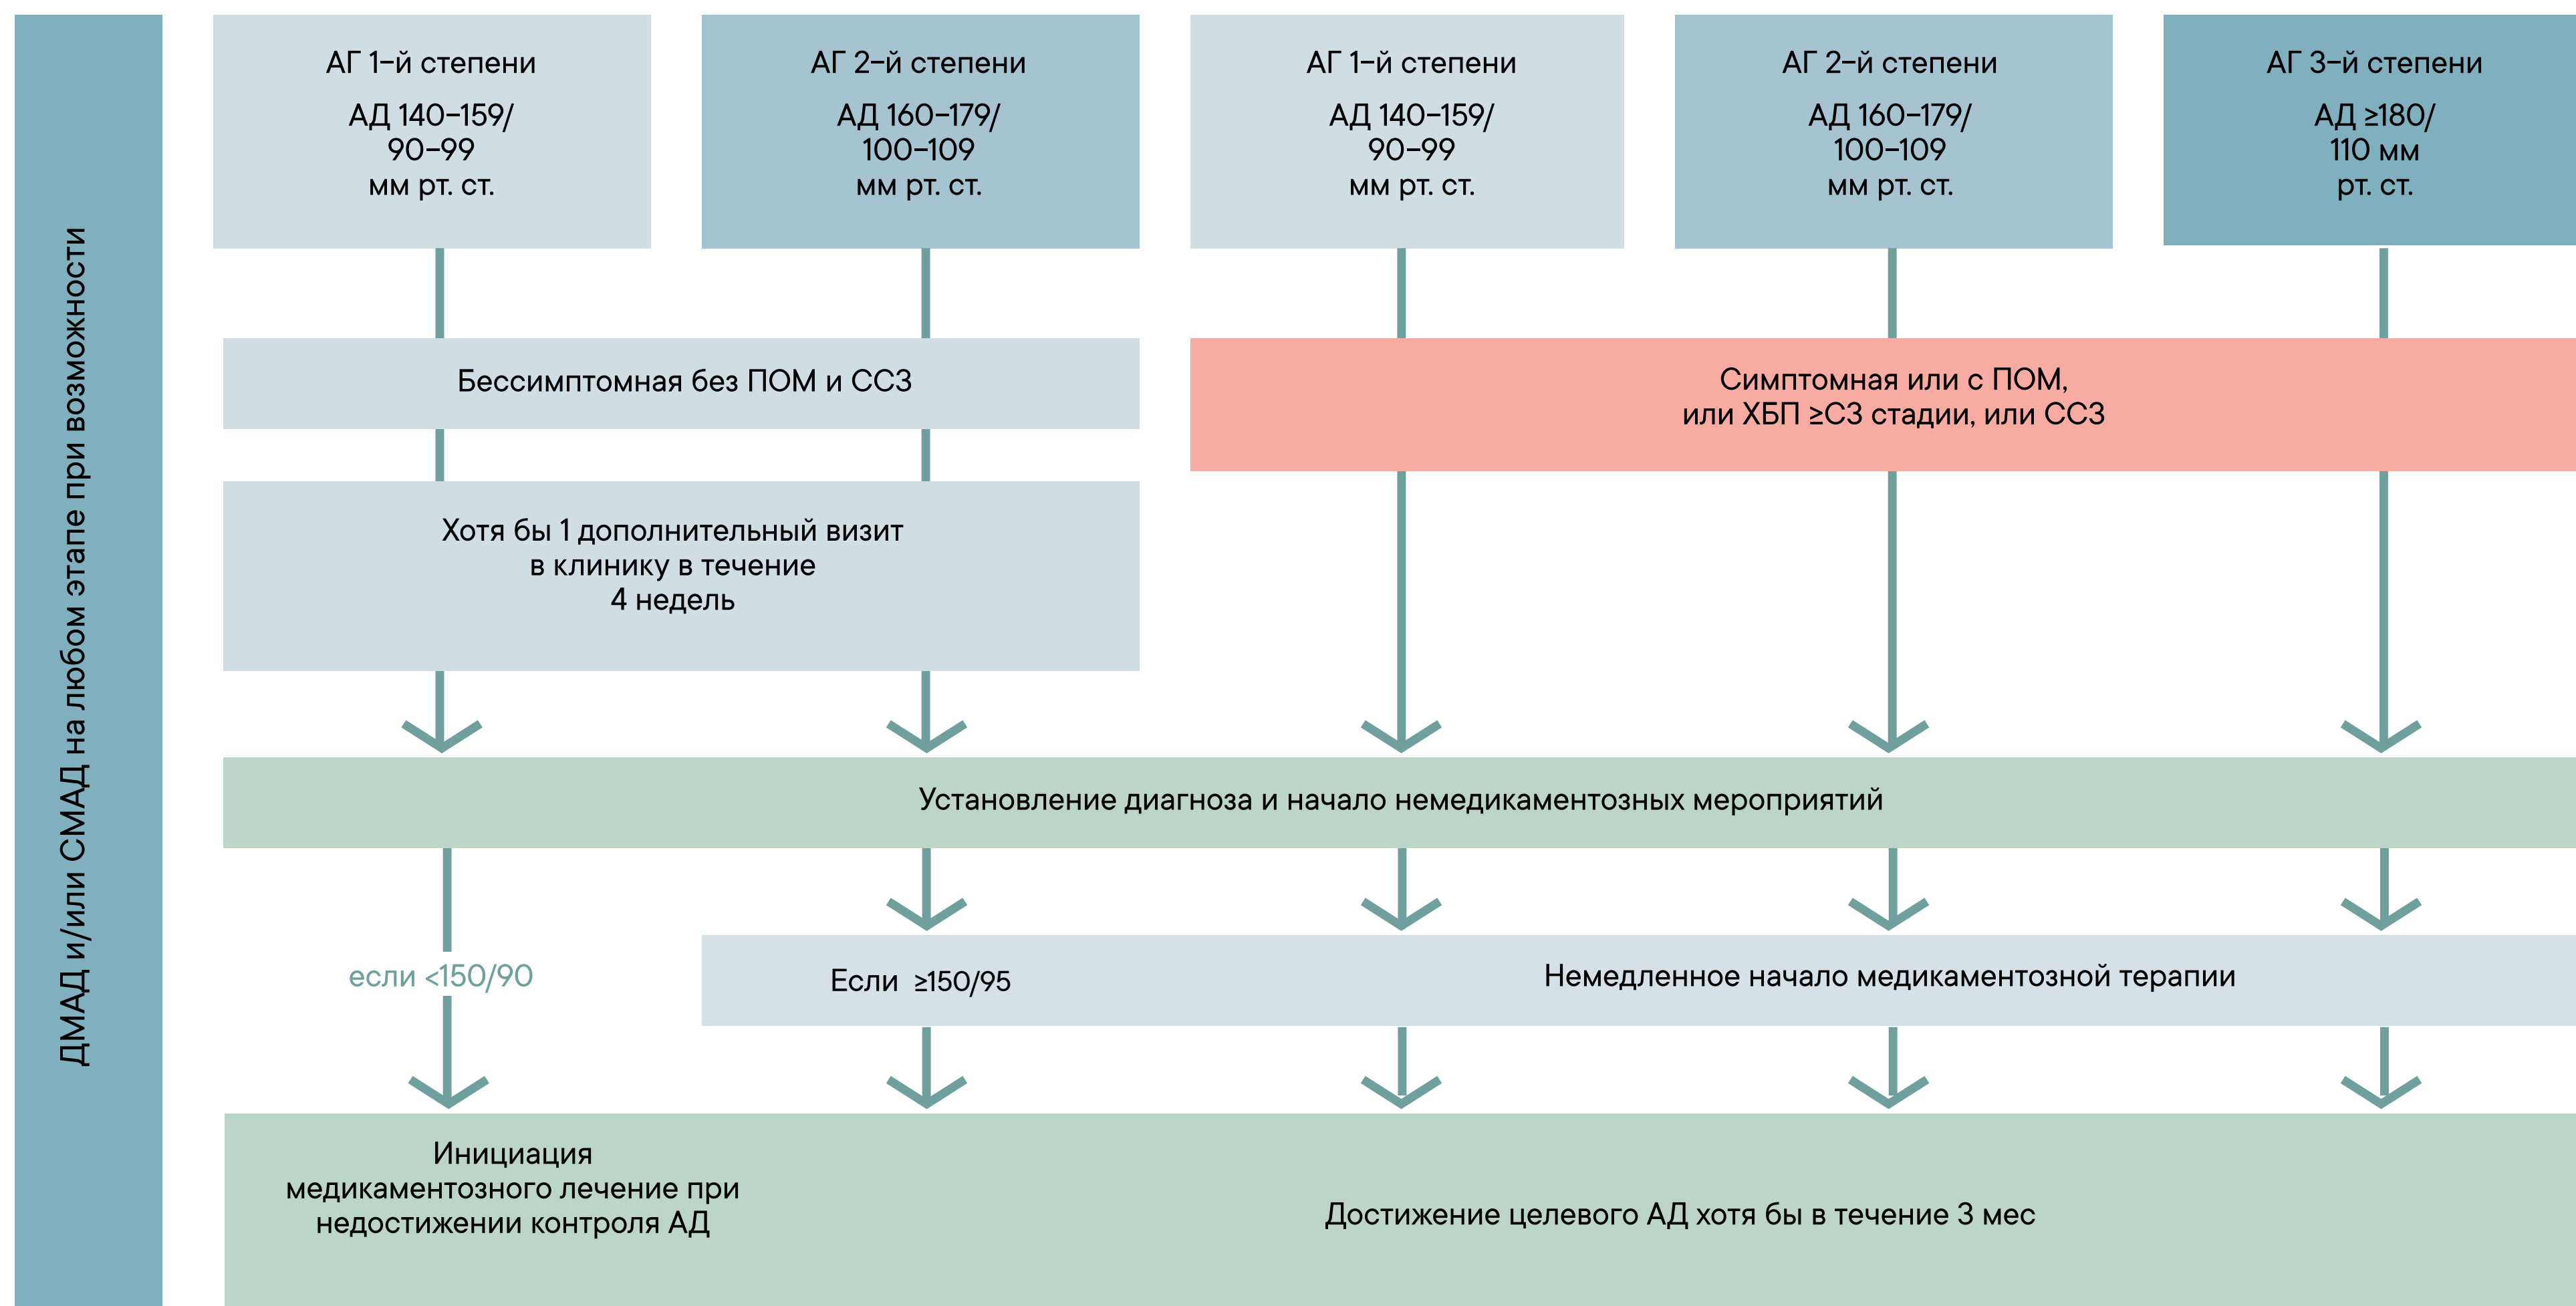 ДМАД и/или СМАД на любом этапе при возможности
АГ 1–й степени
АД 140–159/
90–99
мм рт. ст.
АГ 2–й степени
АД 160–179/
100–109
мм рт. ст.
АГ 1–й степени
АД 140–159/
90–99
мм рт. ст.
АГ 2–й степени
АД 160–179/
100–109
мм рт. ст.
АГ 3–й степени
АД ≥180/
110 мм
рт. ст.
Бессимптомная без ПОМ и ССЗ
Симптомная или с ПОМ,
или ХБП ≥С3 стадии, или ССЗ
Хотя бы 1 дополнительный визит
в клинику в течение
4 недель
Установление диагноза и начало немедикаментозных мероприятий
если <150/90
Если ≥150/95
Немедленное начало медикаментозной терапии
Инициация
медикаментозного лечение при
недостижении контроля АД
Достижение целевого АД хотя бы в течение 3 мес